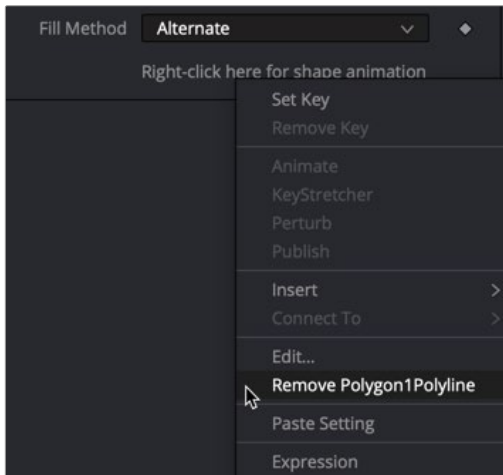 Fill Method Alternate
Right-click here for shape animation
Set Key
Remove Key
Animate
KeyStretcher
Perturb
Publish
Insert
Connect To
Edit...
Remove Polygon1Polyline
Paste Setting
Expression